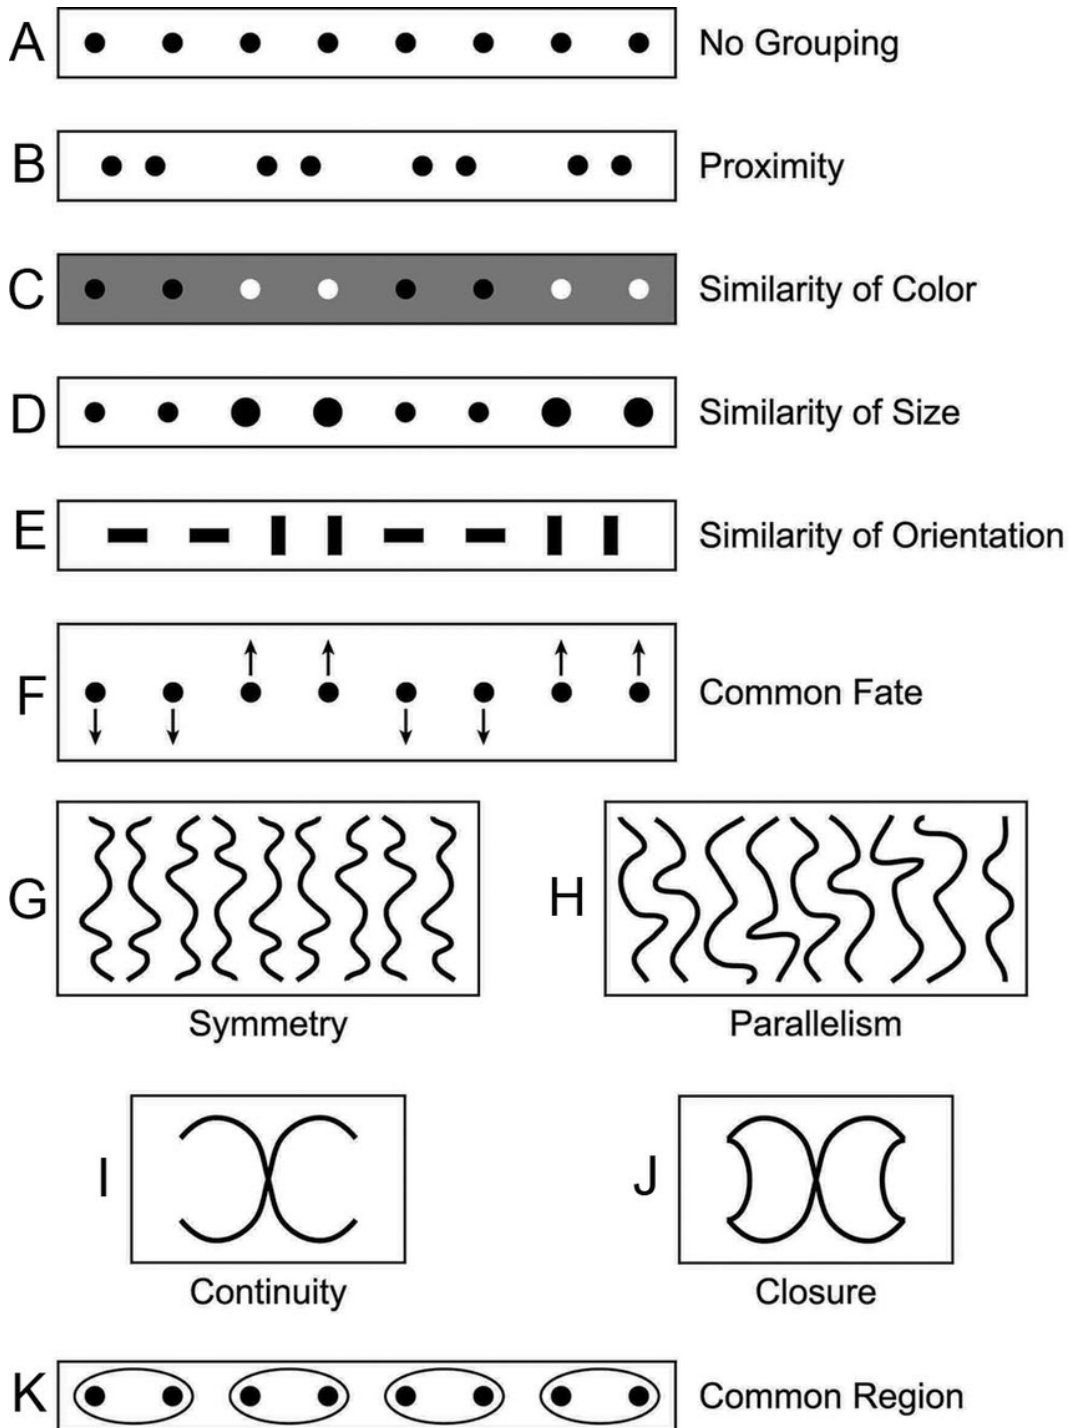 A No Grouping
B Proximity
C Similarity of Color
D Similarity of Size
E Similarity of Orientation
F Common Fate
G H
Symmetry Parallelism
I J
Continuity Closure
K Common Region